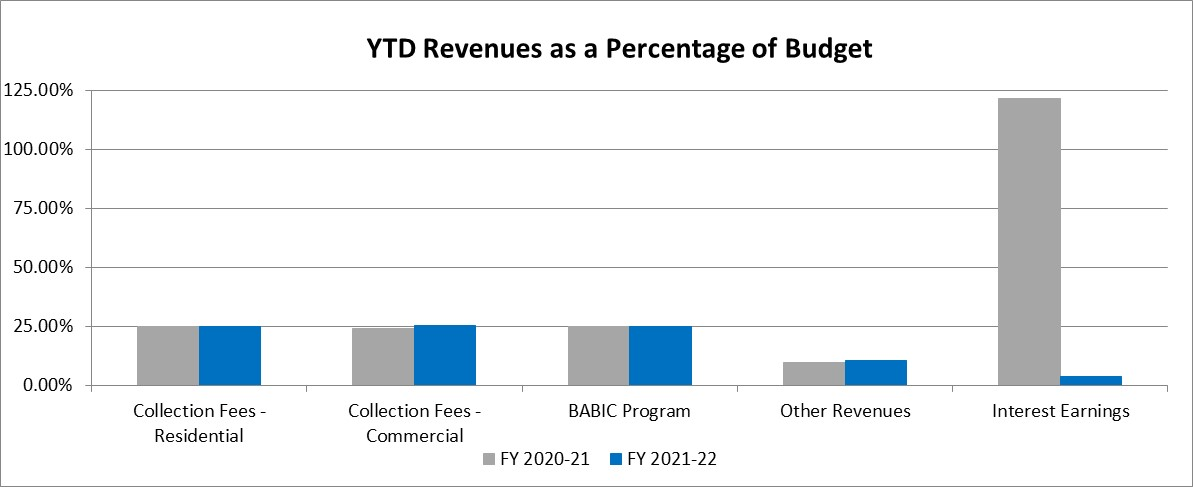 YTD Revenues as a Percentage of Budget
125.00%
100.00%
75.00%
50.00%
25.00%
0.00%
Collection Fees -
Residential
Collection Fees -
Commercial
BABIC Program
Other Revenues
Interest Earnings
FY 2020-21
FY 2021-22